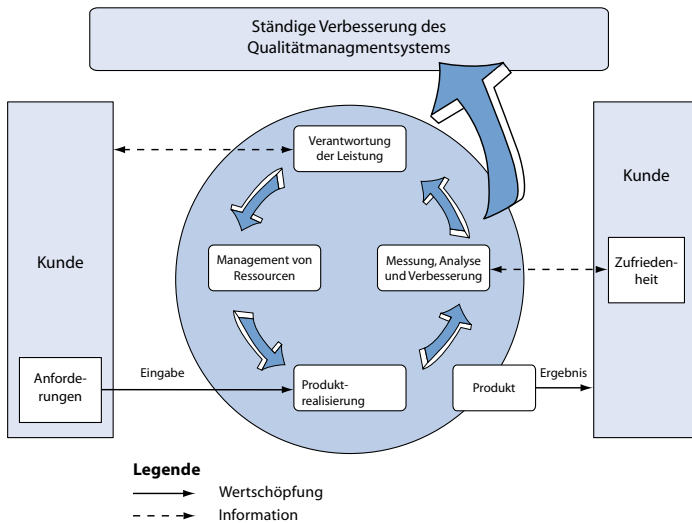 Ständige Verbesserung des
Qualitätmanagmentsystems
Kunde
Verantwortung
der Leistung
Kunde
Management von
Ressourcen
Messung, Analyse
und Verbesserung
Zufrieden-
heit
Anforde-
rungen
Eingabe
Produkt-
realisierung
Produkt
Ergebnis
Legende
Wertschöpfung
Information